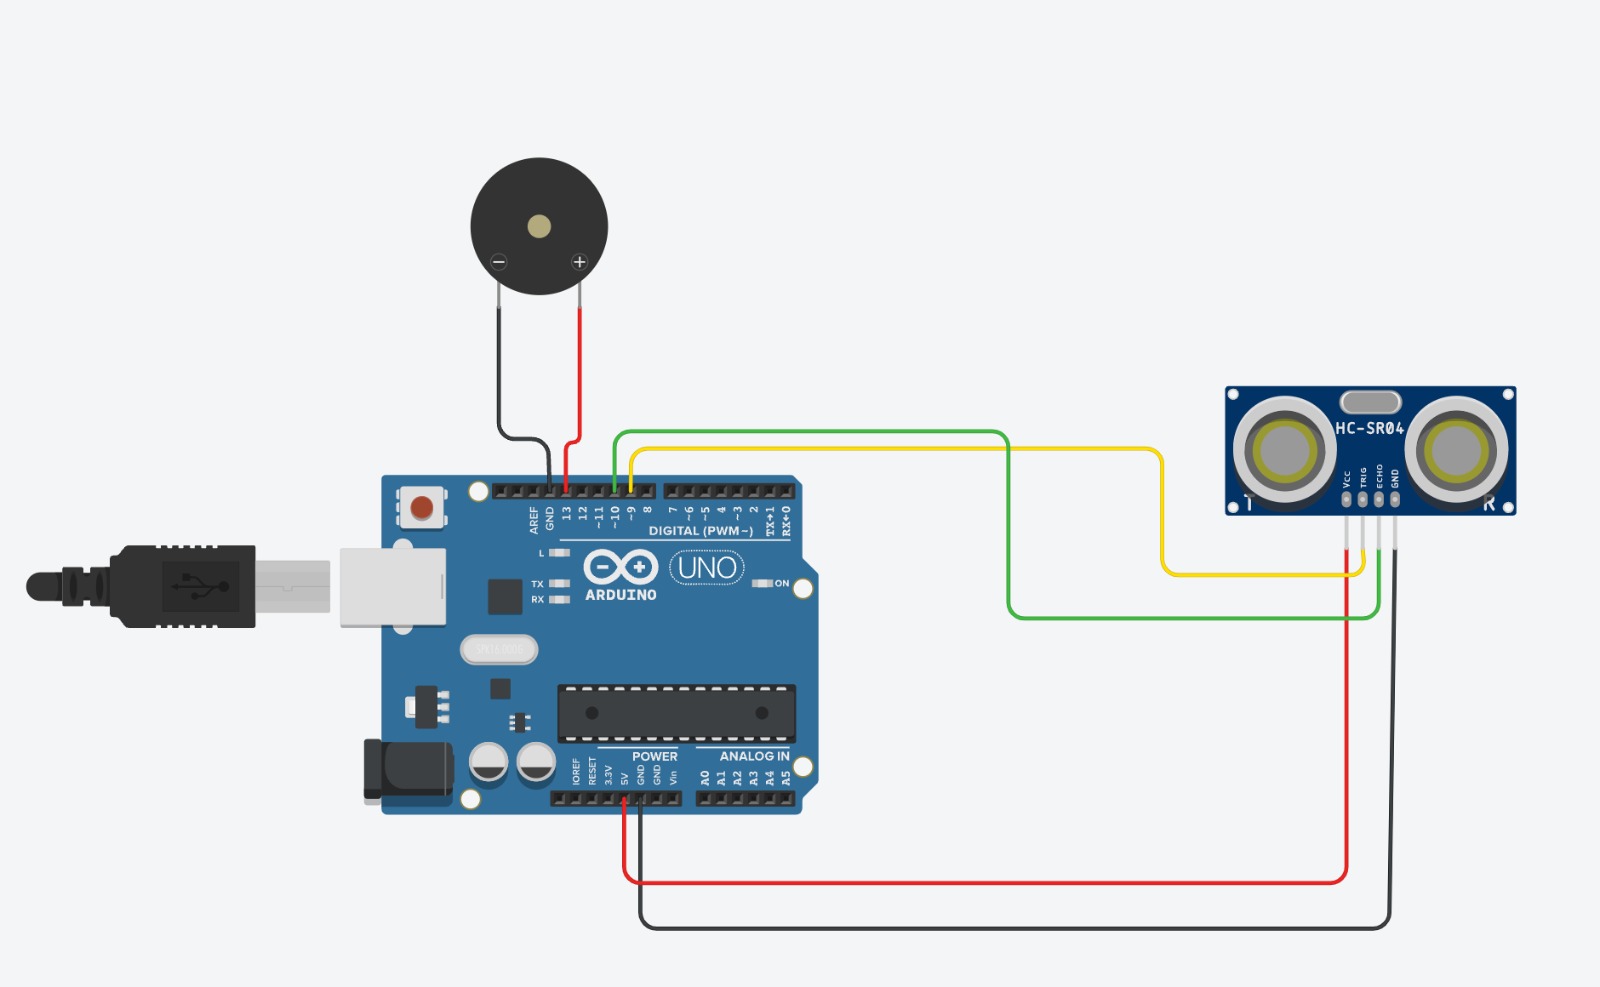 − +
HC-SR04
VCC
TRIG
ECHO
GND
T
R
AREF
GND
13
12
~11
~10
~9
8
7
~6
~5
4
~3
2
TX→1
RX←0
DIGITAL (PWM~)
L
TX
RX
ARDUINO
UNO
ON
POWER
ANALOG IN
IOREF
RESET
3.3V
5V
GND
GND
Vin
A0
A1
A2
A3
A4
A5